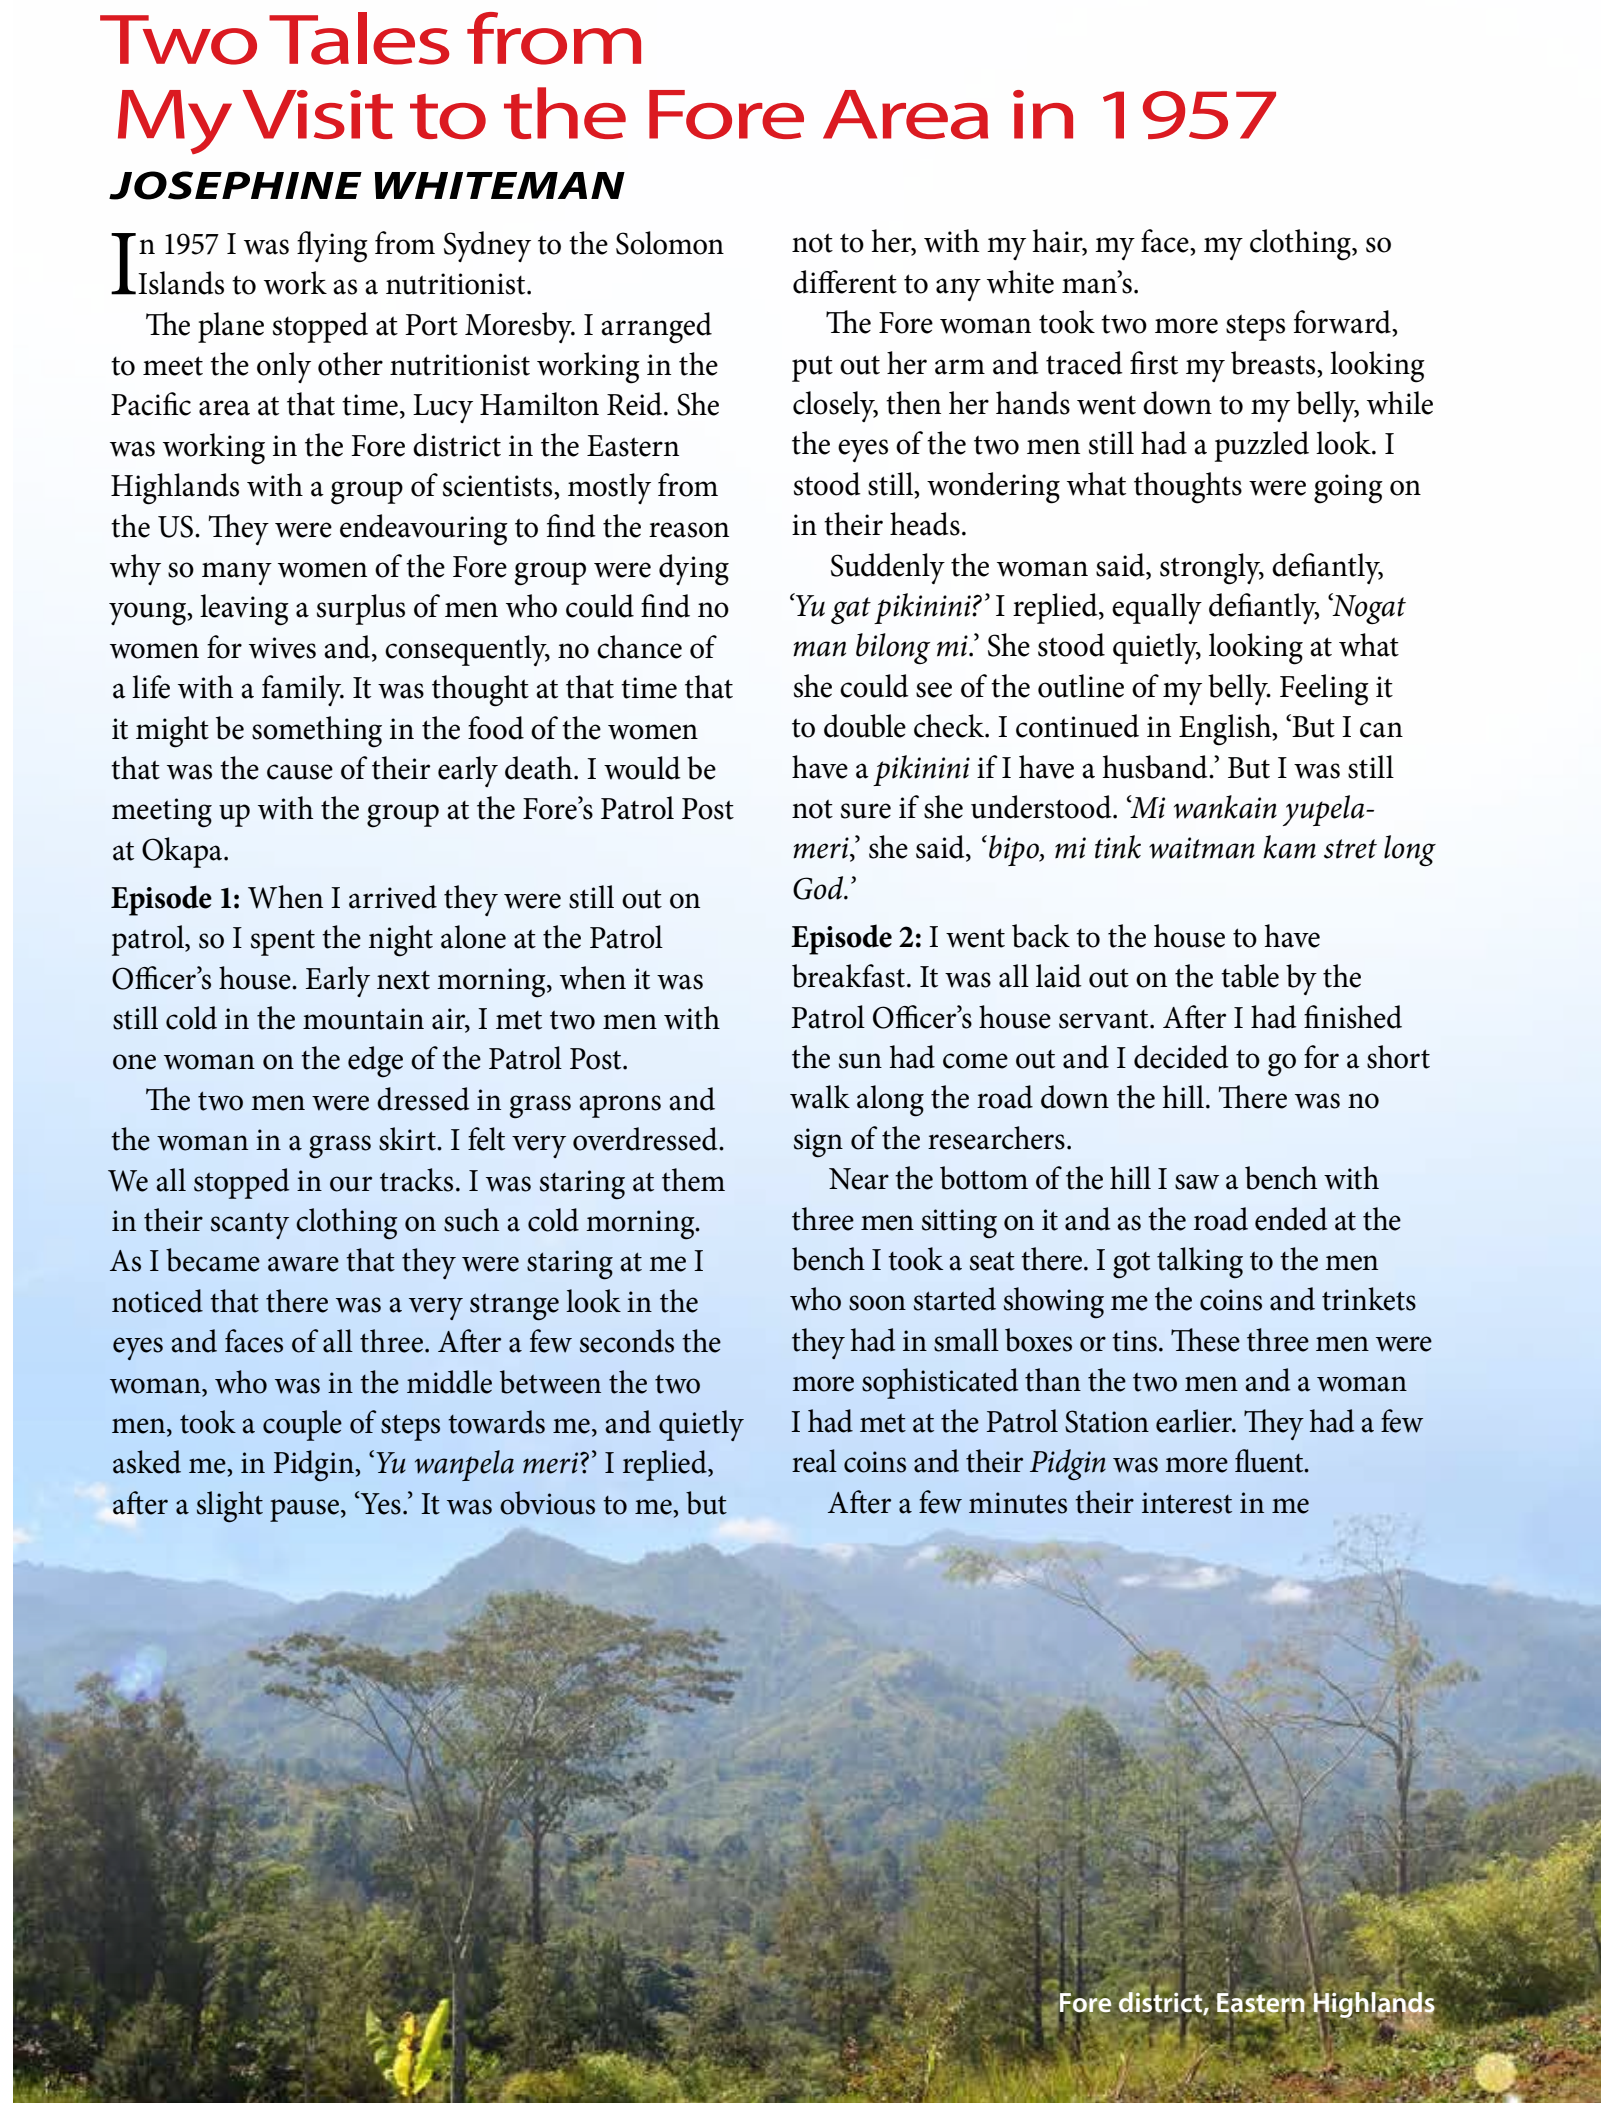 Two Tales from
My Visit to the Fore Area in 1957
JOSEPHINE WHITEMAN
In 1957 I was flying from Sydney to the Solomon
Islands to work as a nutritionist.
The plane stopped at Port Moresby. I arranged
to meet the only other nutritionist working in the
Pacific area at that time, Lucy Hamilton Reid. She
was working in the Fore district in the Eastern
Highlands with a group of scientists, mostly from
the US. They were endeavouring to find the reason
why so many women of the Fore group were dying
young, leaving a surplus of men who could find no
women for wives and, consequently, no chance of
a life with a family. It was thought at that time that
it might be something in the food of the women
that was the cause of their early death. I would be
meeting up with the group at the Fore’s Patrol Post
at Okapa.
Episode 1: When I arrived they were still out on
patrol, so I spent the night alone at the Patrol
Officer’s house. Early next morning, when it was
still cold in the mountain air, I met two men with
one woman on the edge of the Patrol Post.
The two men were dressed in grass aprons and
the woman in a grass skirt. I felt very overdressed.
We all stopped in our tracks. I was staring at them
in their scanty clothing on such a cold morning.
As I became aware that they were staring at me I
noticed that there was a very strange look in the
eyes and faces of all three. After a few seconds the
woman, who was in the middle between the two
men, took a couple of steps towards me, and quietly
asked me, in Pidgin, ‘Yu wanpela meri?’ I replied,
after a slight pause, ‘Yes.’ It was obvious to me, but
not to her, with my hair, my face, my clothing, so
different to any white man’s.
The Fore woman took two more steps forward,
put out her arm and traced first my breasts, looking
closely, then her hands went down to my belly, while
the eyes of the two men still had a puzzled look. I
stood still, wondering what thoughts were going on
in their heads.
Suddenly the woman said, strongly, defiantly,
‘Yu gat pikinini?’ I replied, equally defiantly, ‘Nogat
man bilong mi.’ She stood quietly, looking at what
she could see of the outline of my belly. Feeling it
to double check. I continued in English, ‘But I can
have a pikinini if I have a husband.’ But I was still
not sure if she understood. ‘Mi wankain yupela-
meri,’ she said, ‘bipo, mi tink waitman kam stret long
God.’
Episode 2: I went back to the house to have
breakfast. It was all laid out on the table by the
Patrol Officer’s house servant. After I had finished
the sun had come out and I decided to go for a short
walk along the road down the hill. There was no
sign of the researchers.
Near the bottom of the hill I saw a bench with
three men sitting on it and as the road ended at the
bench I took a seat there. I got talking to the men
who soon started showing me the coins and trinkets
they had in small boxes or tins. These three men were
more sophisticated than the two men and a woman
I had met at the Patrol Station earlier. They had a few
real coins and their Pidgin was more fluent.
After a few minutes their interest in me
Fore district, Eastern Highlands